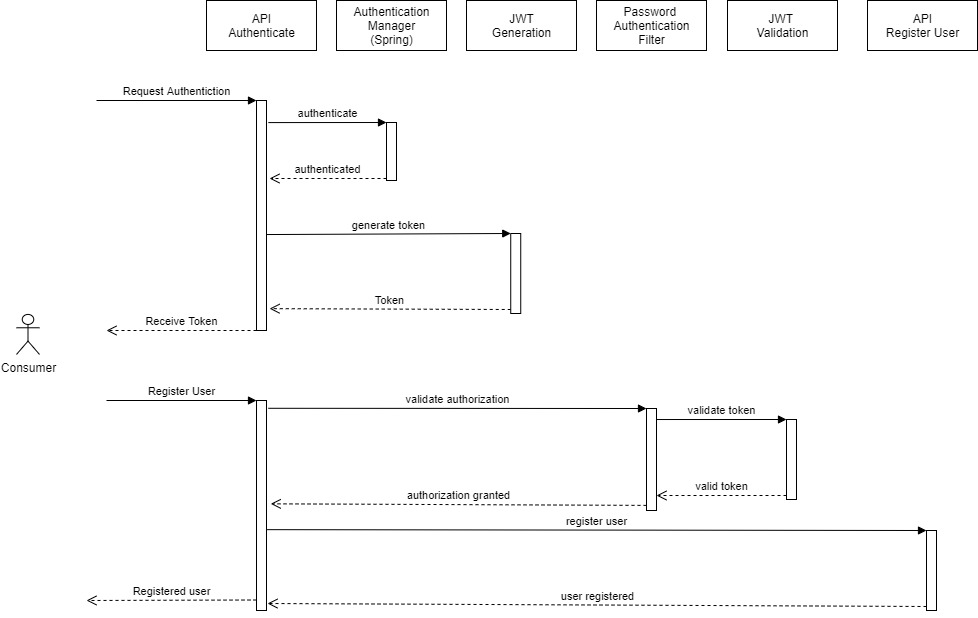 API
Authenticate
Authentication
Manager
(Spring)
JWT
Generation
Password
Authentication
Filter
JWT
Validation
API
Register User
Request Authentiction
authenticate
authenticated
generate token
Token
Receive Token
Consumer
Register User
validate authorization
validate token
valid token
authorization granted
register user
Registered user
user registered